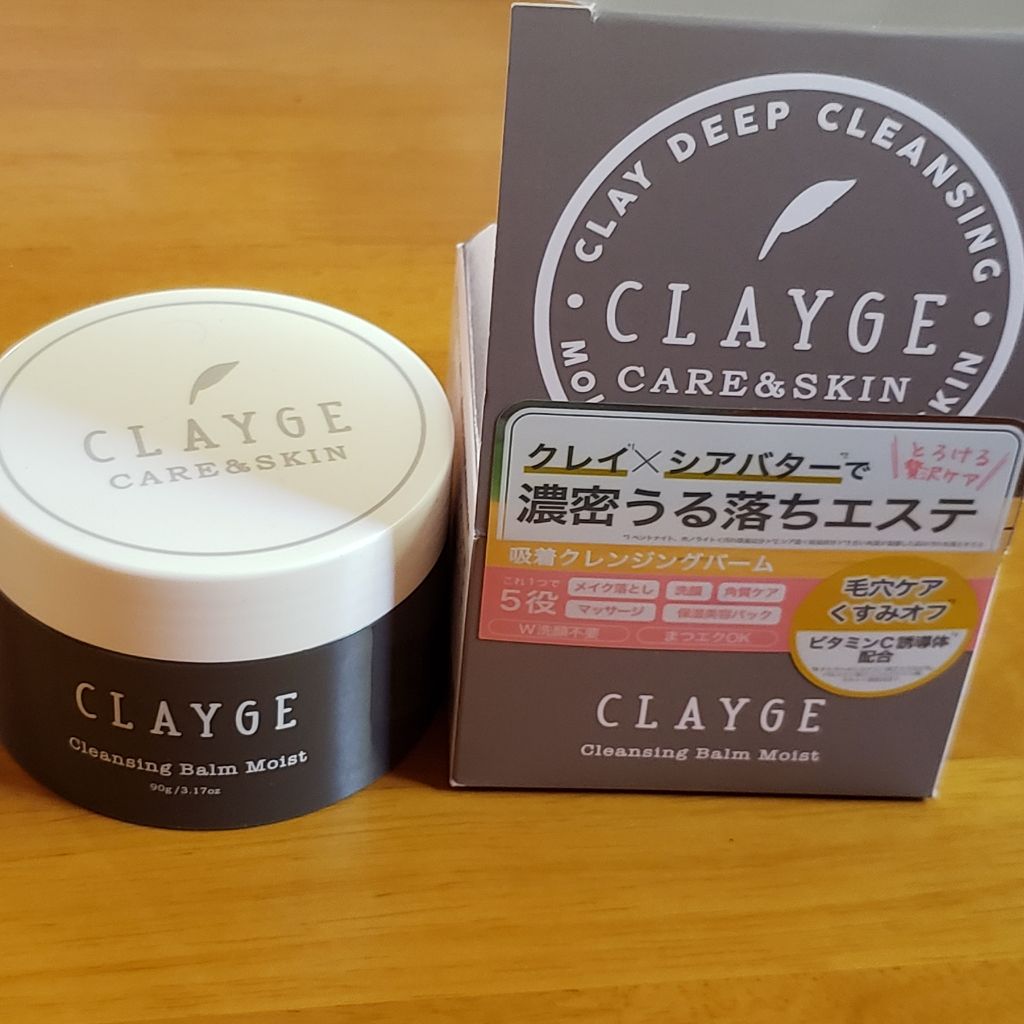 CLAYGE
CARE&SKIN
CLAYGE
Cleansing Balm Moist
90g/3.17oz
CLAY DEEP CLEANSING
CLAYGE
CARE&SKIN
クレイ×シアバターで
とろける
贅沢ケア
濃密うる落ちエステ
吸着クレンジングバーム
これ1つで
5役
メイク落とし 洗顔 角質ケア
マッサージ 保湿美容パック
W洗顔不要 まつエクOK
毛穴ケア
くすみオフ
ビタミンC誘導体
配合
CLAYGE
Cleansing Balm Moist